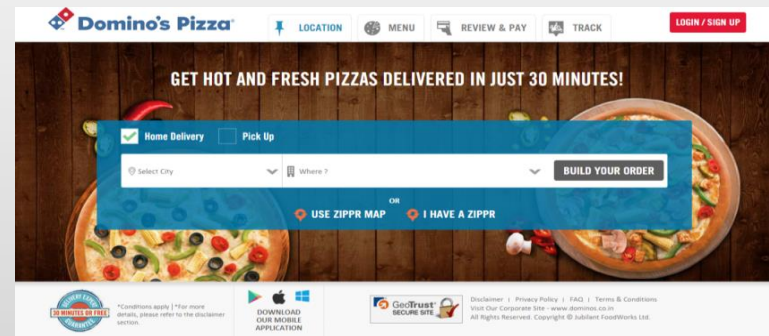 Domino's Pizza
LOCATION
MENU
REVIEW & PAY
TRACK
LOGIN / SIGN UP
GET HOT AND FRESH PIZZAS DELIVERED IN JUST 30 MINUTES!
Home Delivery
Pick Up
Select City
Where ?
BUILD YOUR ORDER
OR
USE ZIPPR MAP
I HAVE A ZIPPR
30 MINUTES OR FREE
GUARANTEE
*Conditions apply | *For more
details, please refer to the disclaimer
section.
DOWNLOAD
OUR MOBILE
APPLICATION
GeoTrust
SECURE SITE
Disclaimer | Privacy Policy | FAQ | Terms & Conditions
Visit Our Corporate Site - www.dominos.co.in
All Rights Reserved. Copyright © Jubilant FoodWorks Ltd.